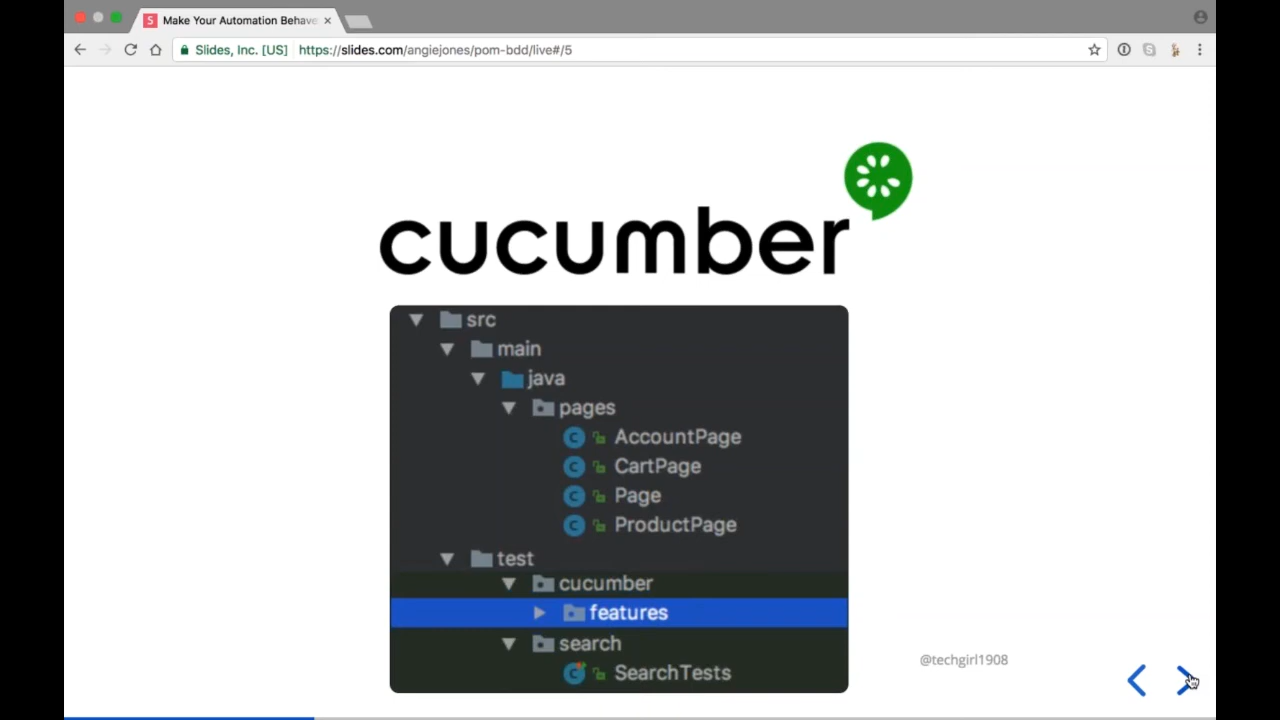 Make Your Automation Behave
Slides, Inc. [US]
https://slides.com/angiejones/pom-bdd/live#/5
cucumber
src
main
java
pages
AccountPage
CartPage
Page
ProductPage
test
cucumber
features
search
SearchTests
@techgirl1908